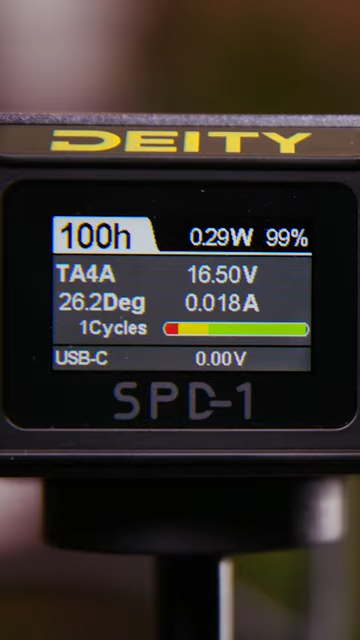 DEITY
100h 0.29W 99%
TA4A 16.50V
26.2Deg 0.018A
1Cycles
USB-C 0.00V
SPD-1